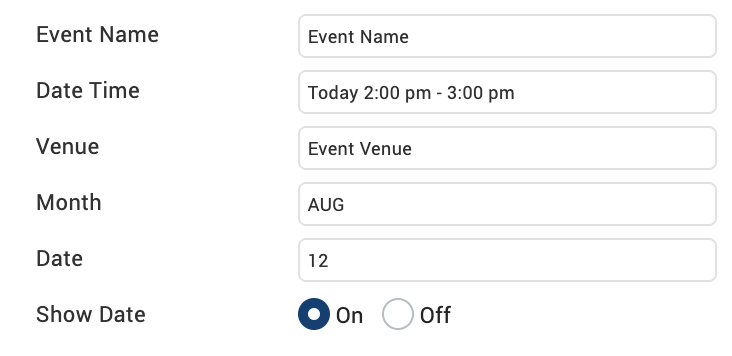 Event Name Event Name
Date Time Today 2:00 pm - 3:00 pm
Venue Event Venue
Month AUG
Date 12
Show Date On Off